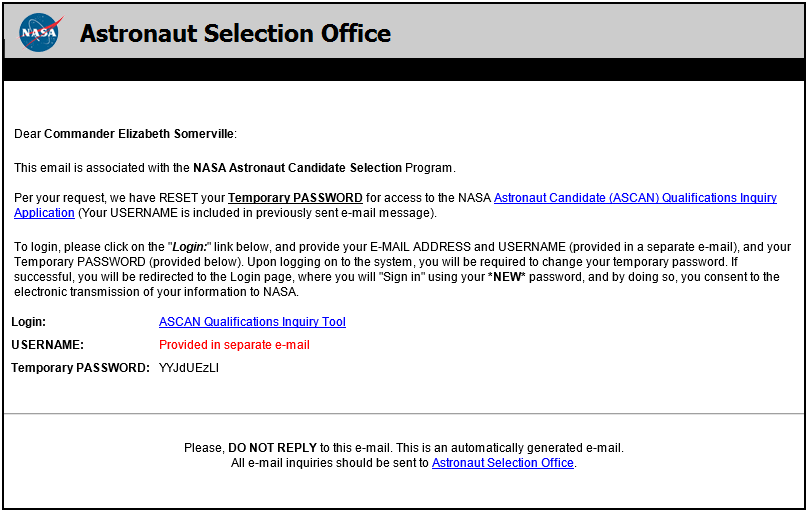 NASA
Astronaut Selection Office
Dear Commander Elizabeth Somerville:
This email is associated with the NASA Astronaut Candidate Selection Program.
Per your request, we have RESET your Temporary PASSWORD for access to the NASA Astronaut Candidate (ASCAN) Qualifications Inquiry
Application (Your USERNAME is included in previously sent e-mail message).
To login, please click on the "Login:" link below, and provide your E-MAIL ADDRESS and USERNAME (provided in a separate e-mail), and your
Temporary PASSWORD (provided below). Upon logging on to the system, you will be required to change your temporary password. If
successful, you will be redirected to the Login page, where you will "Sign in" using your *NEW* password, and by doing so, you consent to the
electronic transmission of your information to NASA.
Login: ASCAN Qualifications Inquiry Tool
USERNAME: Provided in separate e-mail
Temporary PASSWORD: YYJdUEzLI
Please, DO NOT REPLY to this e-mail. This is an automatically generated e-mail.
All e-mail inquiries should be sent to Astronaut Selection Office.